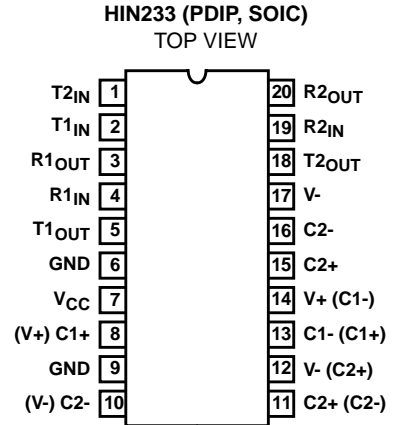 HIN233 (PDIP, SOIC)
TOP VIEW
T2IN 1 20 R2OUT
T1IN 2 19 R2IN
R1OUT 3 18 T2OUT
R1IN 4 17 V-
T1OUT 5 16 C2-
GND 6 15 C2+
VCC 7 14 V+ (C1-)
(V+) C1+ 8 13 C1- (C1+)
GND 9 12 V- (C2+)
(V-) C2- 10 11 C2+ (C2-)